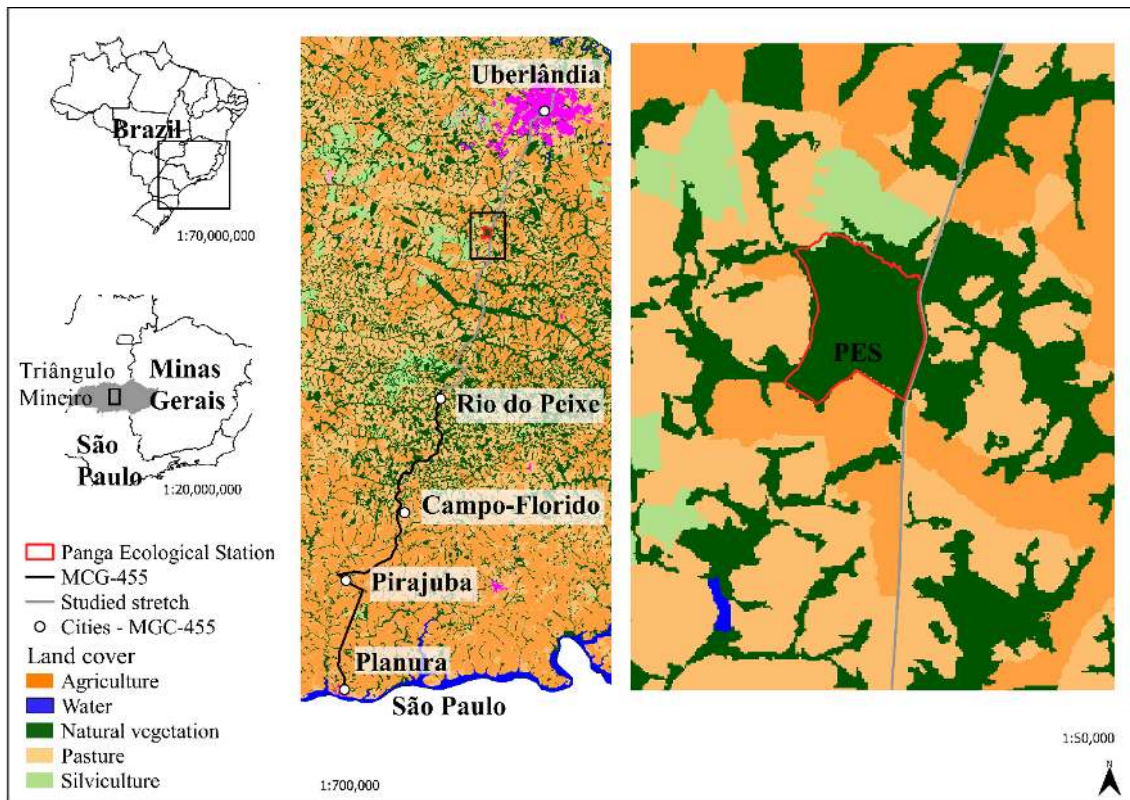 Brazil
1:70,000,000
Triângulo
Mineiro
Minas
Gerais
São
Paulo
1:20,000,000
Panga Ecological Station
MCG-455
Studied stretch
Cities - MGC-455
Land cover
Agriculture
Water
Natural vegetation
Pasture
Silviculture
Uberlândia
Rio do Peixe
Campo-Florido
Pirajuba
Planura
São Paulo
1:700,000
PES
1:50,000
N